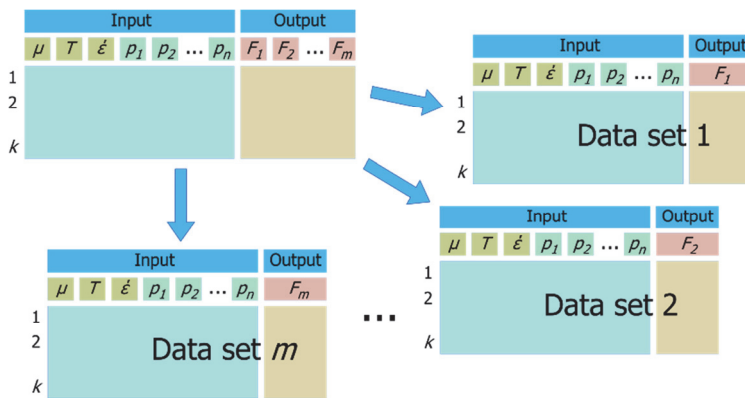 Input Output
μ T ε̇ p₁ p₂ ... pₙ F₁ F₂ ... Fₘ
1
2
k
Input Output
μ T ε̇ p₁ p₂ ... pₙ F₁
1
2
k
Data set 1
Input Output
μ T ε̇ p₁ p₂ ... pₙ F₂
1
2
k
Data set 2
Input Output
μ T ε̇ p₁ p₂ ... pₙ Fₘ
1
2
k
Data set m
...